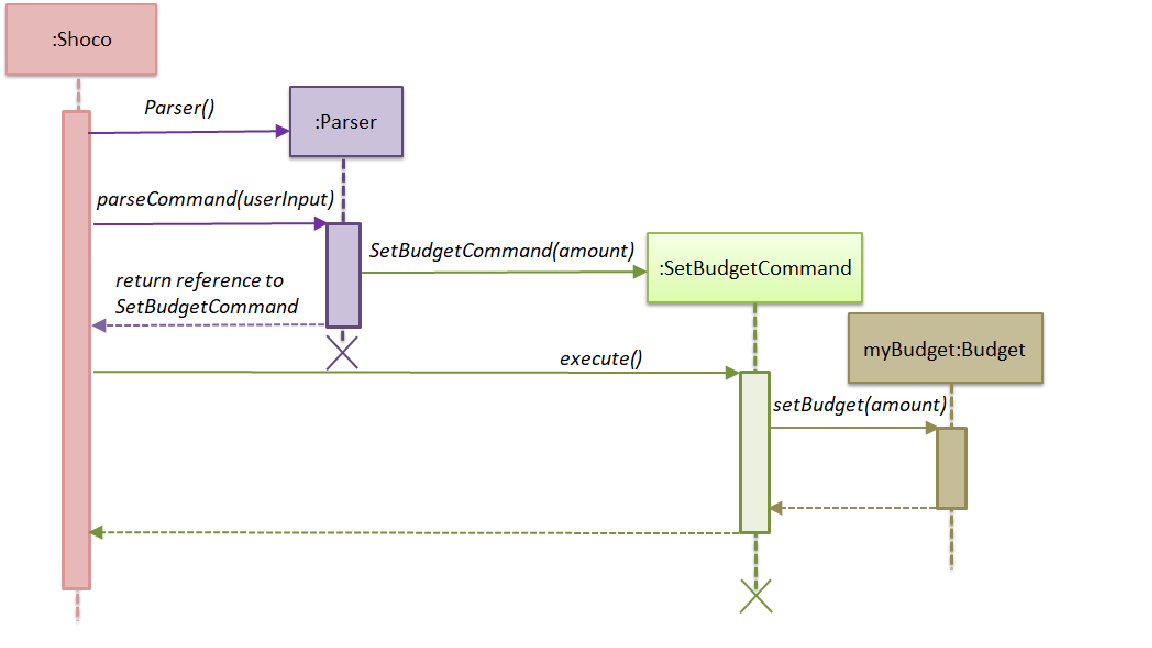 :Shoco
Parser()
:Parser
parseCommand(userInput)
SetBudgetCommand(amount)
:SetBudgetCommand
return reference to
SetBudgetCommand
myBudget:Budget
execute()
setBudget(amount)